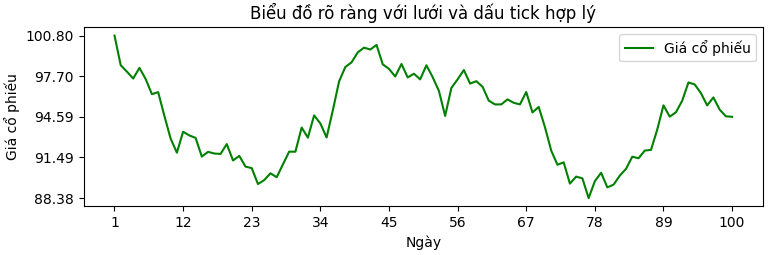 Biểu đồ rõ ràng với lưới và dấu tick hợp lý
Giá cổ phiếu
100.80
97.70
94.59
91.49
88.38
Giá cổ phiếu
1 12 23 34 45 56 67 78 89 100
Ngày